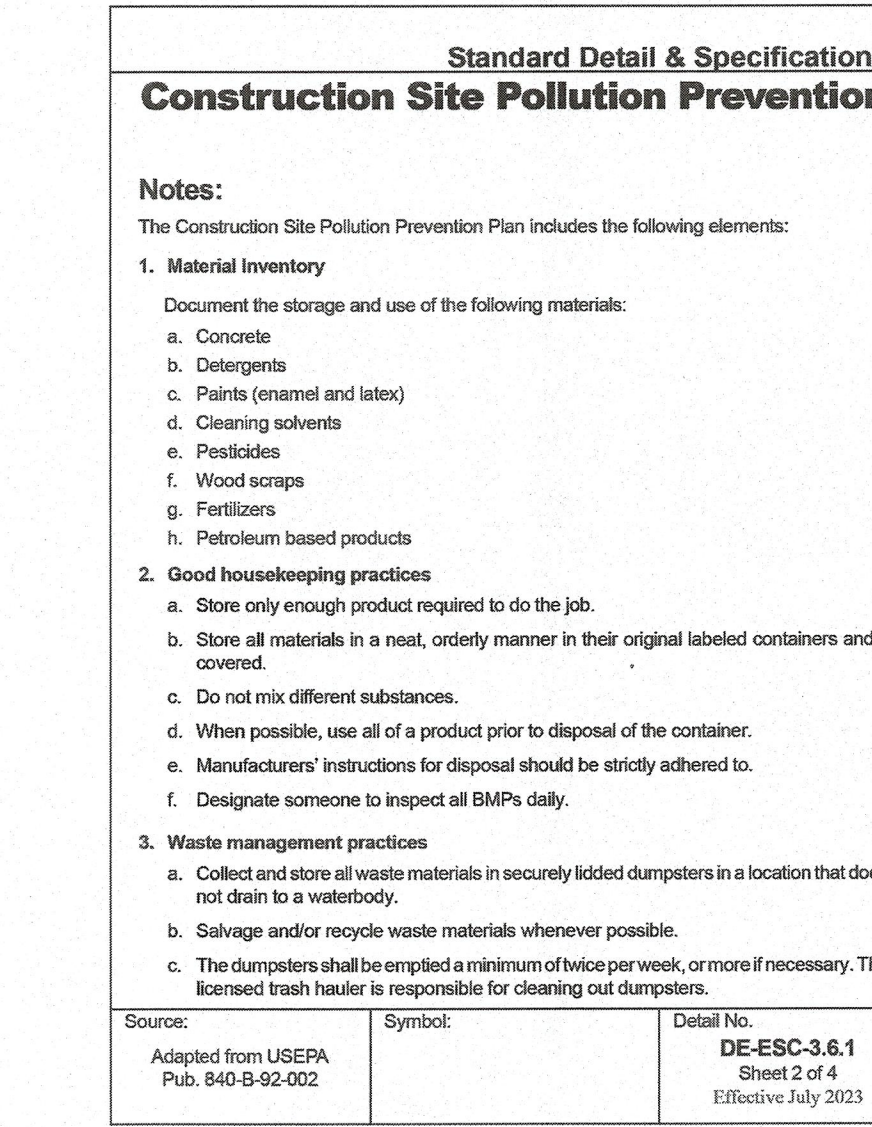 Standard Detail & Specification
Construction Site Pollution Prevention
Notes:
The Construction Site Pollution Prevention Plan includes the following elements:
1. Material Inventory
Document the storage and use of the following materials:
a. Concrete
b. Detergents
c. Paints (enamel and latex)
d. Cleaning solvents
e. Pesticides
f. Wood scraps
g. Fertilizers
h. Petroleum based products
2. Good housekeeping practices
a. Store only enough product required to do the job.
b. Store all materials in a neat, orderly manner in their original labeled containers and
covered.
c. Do not mix different substances.
d. When possible, use all of a product prior to disposal of the container.
e. Manufacturers' instructions for disposal should be strictly adhered to.
f. Designate someone to inspect all BMPs daily.
3. Waste management practices
a. Collect and store all waste materials in securely lidded dumpsters in a location that doe
not drain to a waterbody.
b. Salvage and/or recycle waste materials whenever possible.
c. The dumpsters shall be emptied a minimum of twice per week, or more if necessary. Th
licensed trash hauler is responsible for cleaning out dumpsters.
Source:
Adapted from USEPA
Pub. 840-B-92-002
Symbol:
Detail No.
DE-ESC-3.6.1
Sheet 2 of 4
Effective July 2023